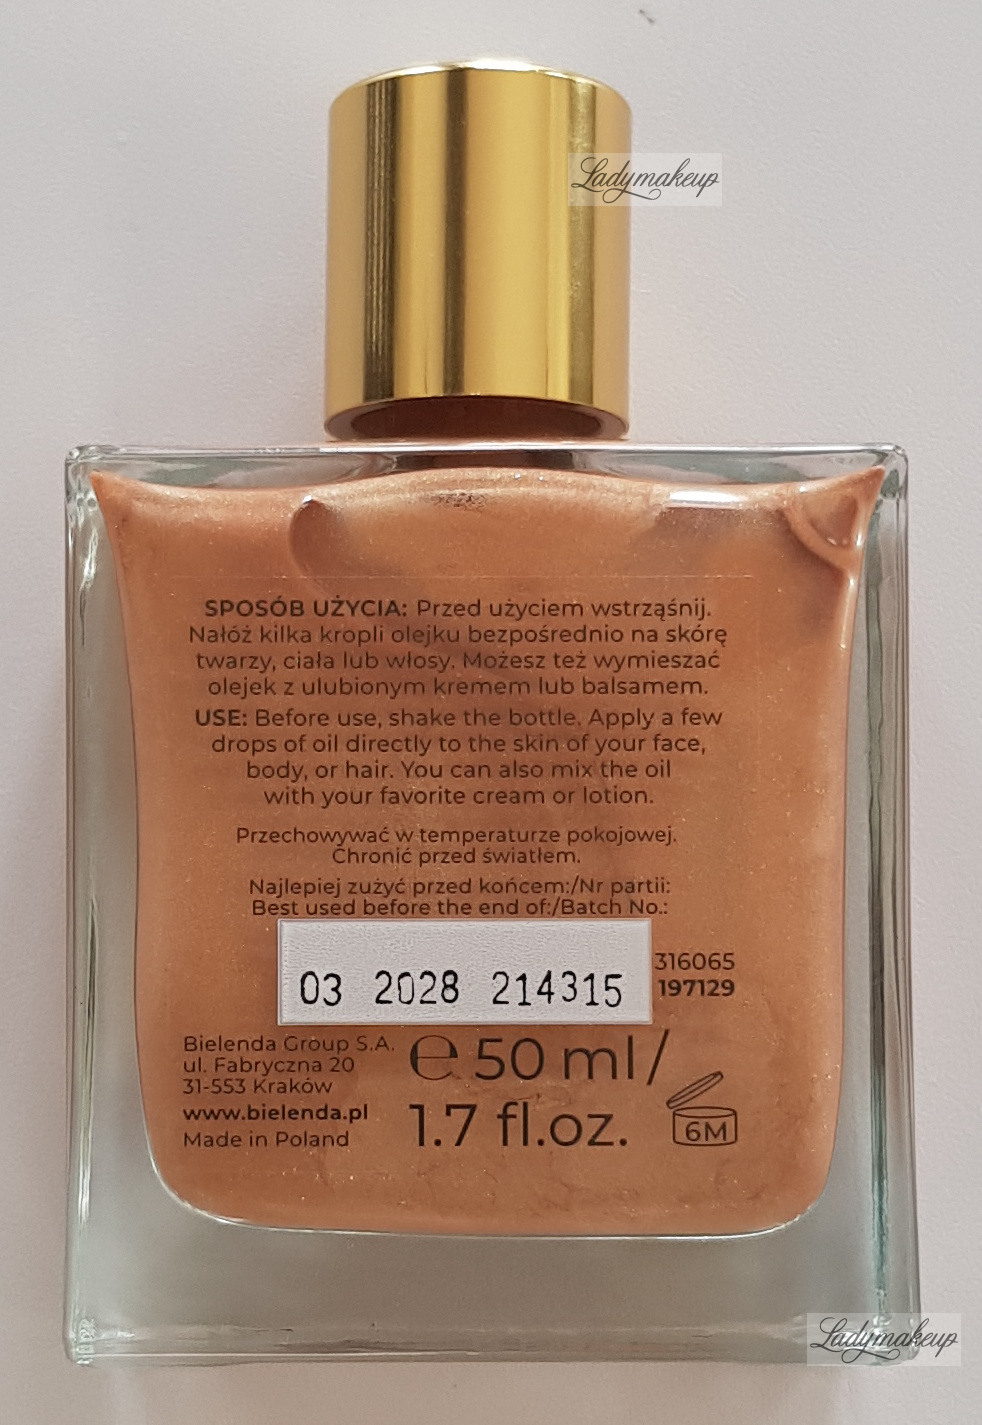 Ladymakeup
SPOSÓB UŻYCIA: Przed użyciem wstrząśnij.
Nałóż kilka kropli olejku bezpośrednio na skórę
twarzy, ciała lub włosy. Możesz też wymieszać
olejek z ulubionym kremem lub balsamem.
USE: Before use, shake the bottle. Apply a few
drops of oil directly to the skin of your face,
body, or hair. You can also mix the oil
with your favorite cream or lotion.
Przechowywać w temperaturze pokojowej.
Chronić przed światłem.
Najlepiej zużyć przed końcem:/Nr partii:
Best used before the end of:/Batch No.:
03 2028 214315
316065
197129
Bielenda Group S.A.
ul. Fabryczna 20
31-553 Kraków
www.bielenda.pl
Made in Poland
℮ 50 ml/
1.7 fl.oz.
6M
Ladymakeup